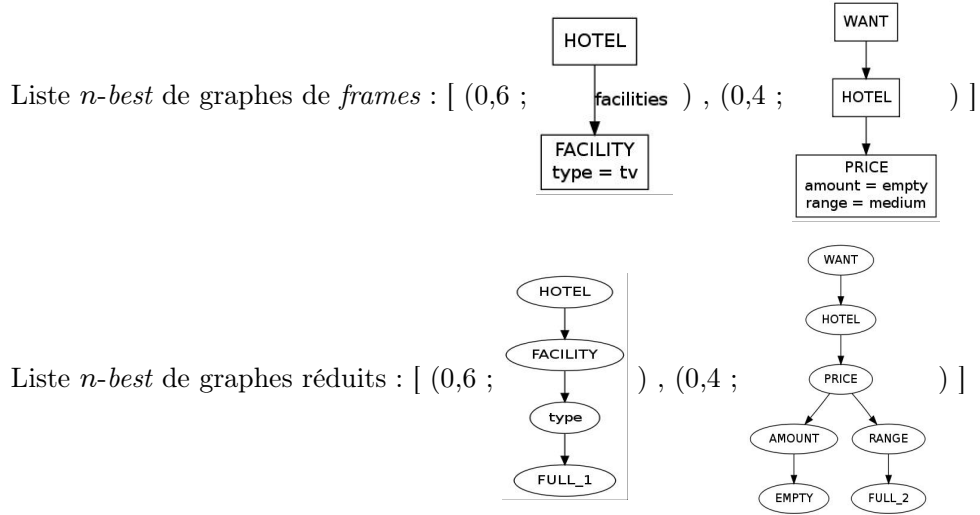 WANT
HOTEL
Liste n-best de graphes de frames : [ (0,6 ; facilities ) , (0,4 ; HOTEL ) ]
FACILITY
type = tv
PRICE
amount = empty
range = medium
WANT
HOTEL
HOTEL
FACILITY
Liste n-best de graphes réduits : [ (0,6 ; ) , (0,4 ; PRICE ) ]
type
AMOUNT RANGE
FULL_1
EMPTY FULL_2